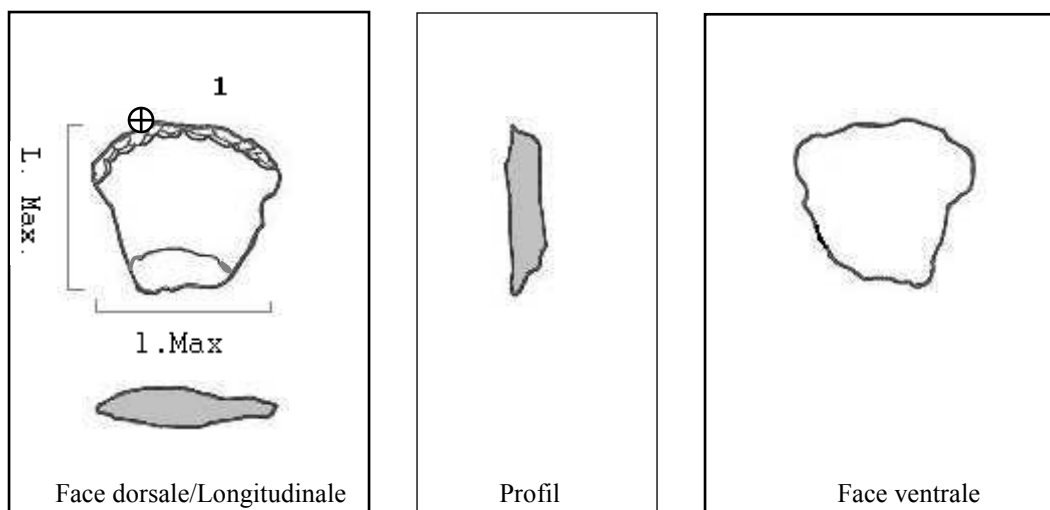 1
L. Max.
l.Max
Face dorsale/Longitudinale
Profil
Face ventrale